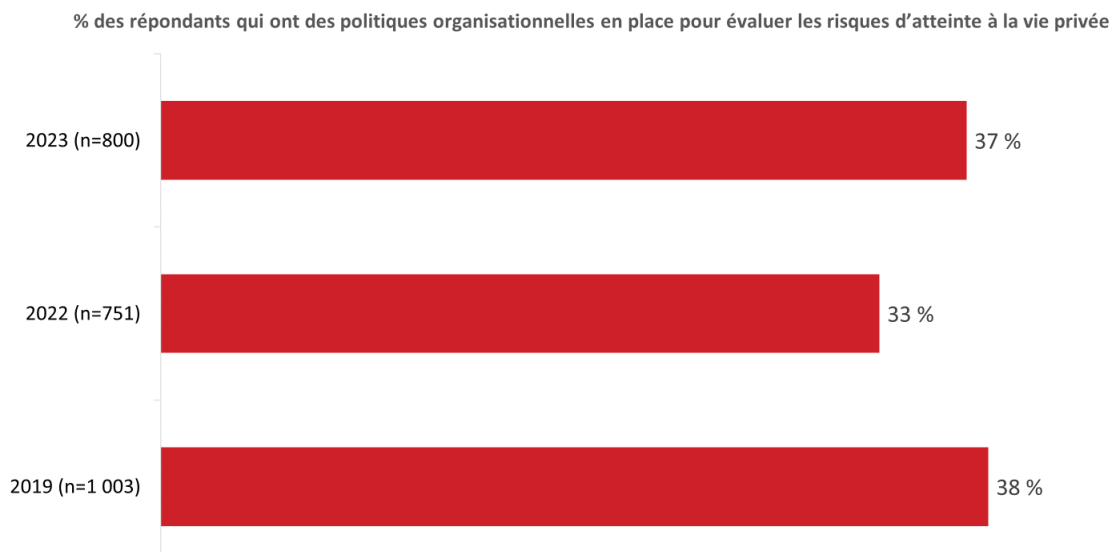 % des répondants qui ont des politiques organisationnelles en place pour évaluer les risques d’atteinte à la vie privée
2023 (n=800)
37 %
2022 (n=751)
33 %
2019 (n=1 003)
38 %